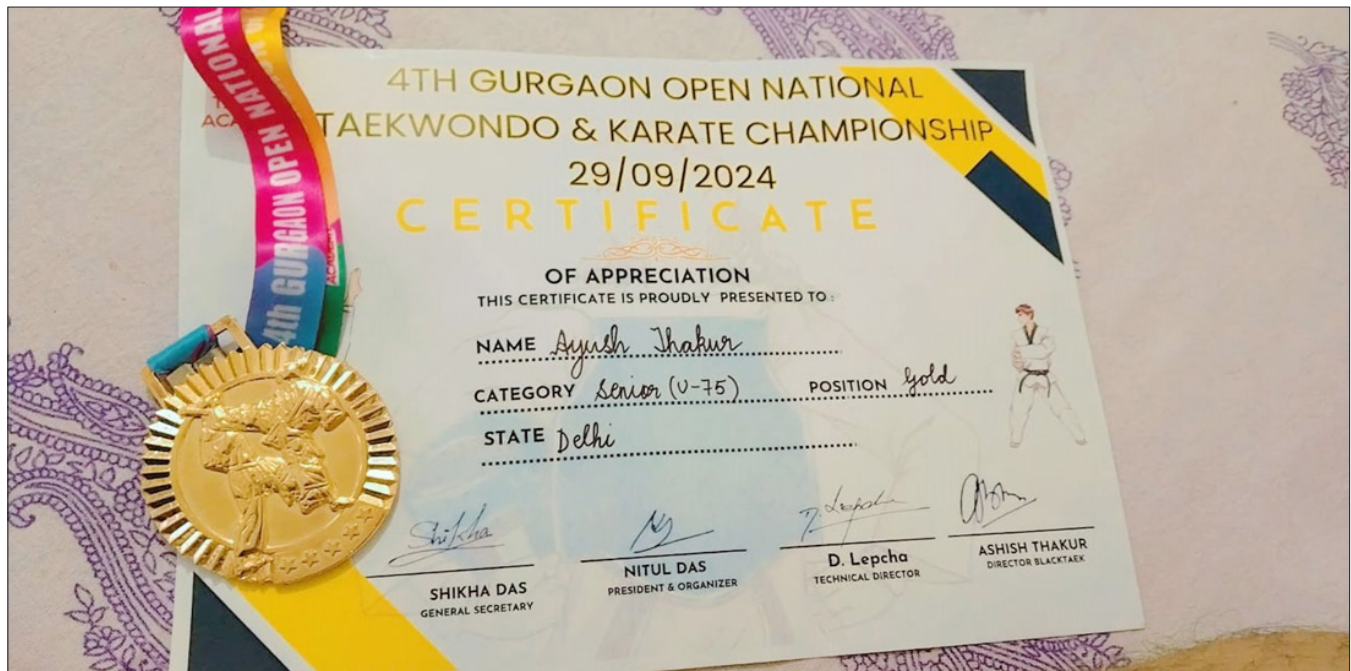 4TH GURGAON OPEN NATIONAL
TAEKWONDO & KARATE CHAMPIONSHIP
29/09/2024
CERTIFICATE
OF APPRECIATION
THIS CERTIFICATE IS PROUDLY PRESENTED TO :
NAME Ayush Thakur
CATEGORY Senior (U-75) POSITION Gold
STATE Delhi
Shikha
D. Lepcha
SHIKHA DAS
GENERAL SECRETARY
NITUL DAS
PRESIDENT & ORGANIZER
D. Lepcha
TECHNICAL DIRECTOR
ASHISH THAKUR
DIRECTOR BLACKTAEK
4th GURGAON OPEN NATIONAL